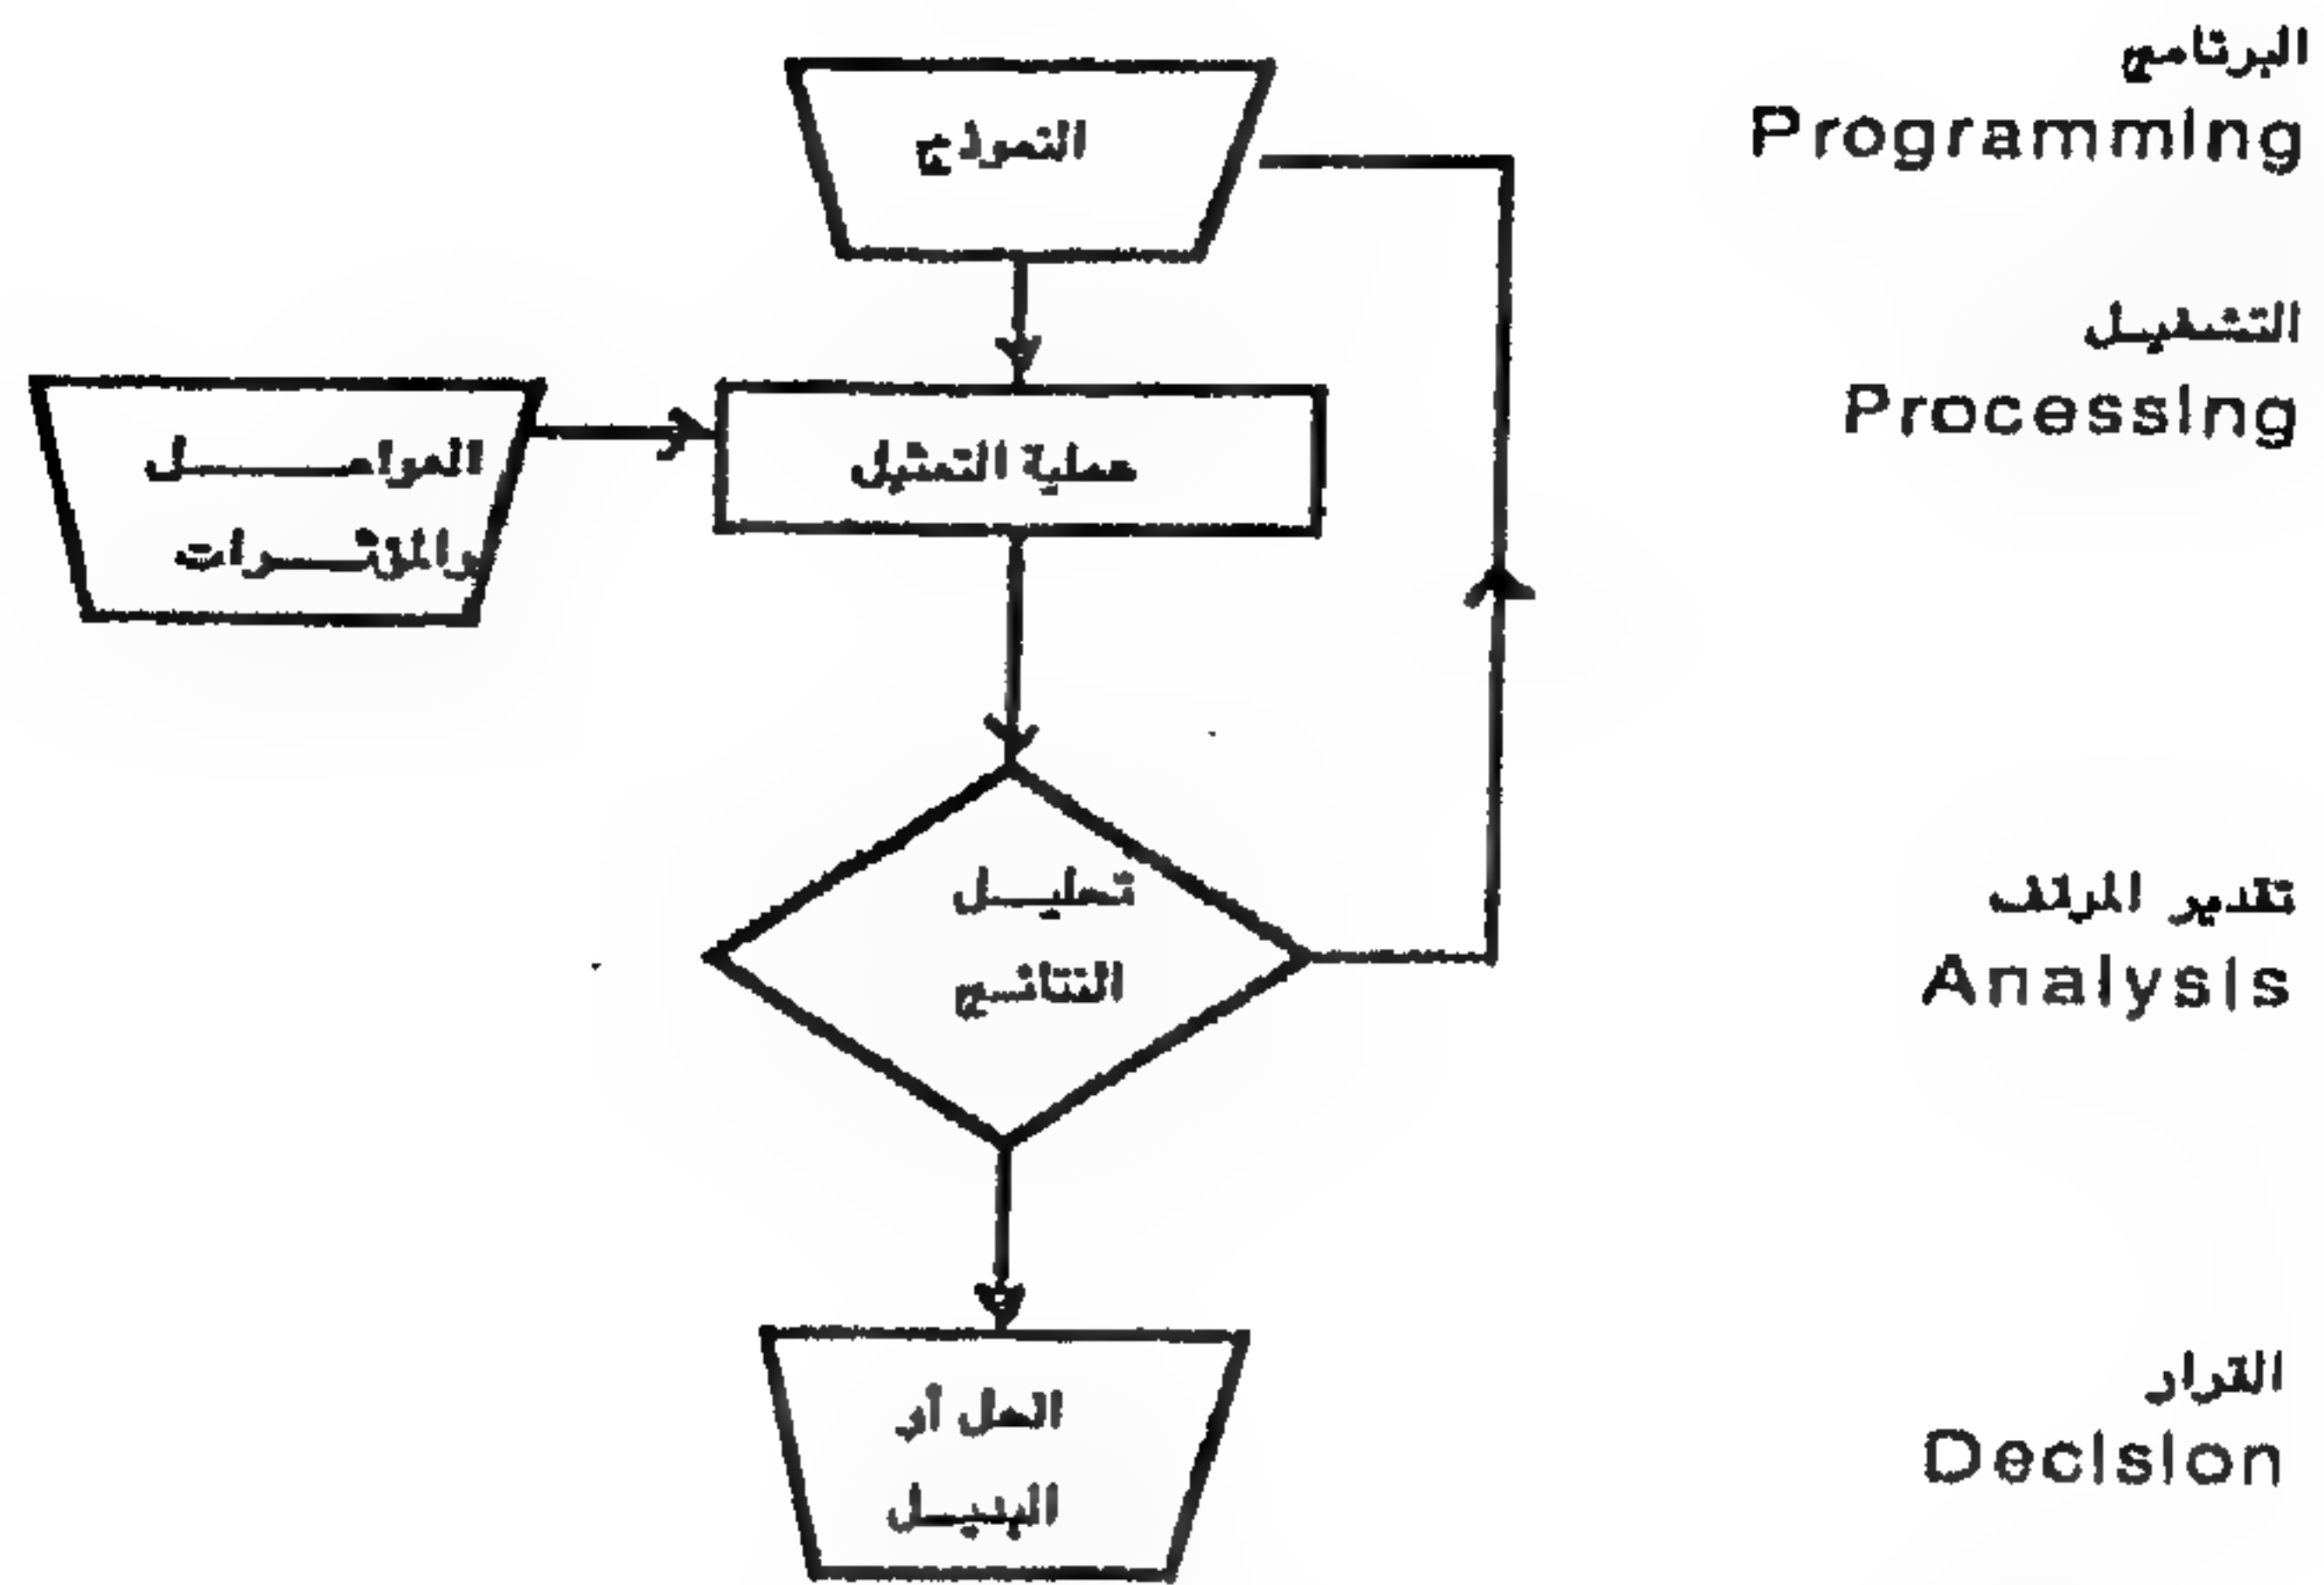 البرنامج
Programming
النموذج
التشغيل
Processing
العوامل
والمؤثرات
عملية التمثيل
تقدير الموقف
Analysis
تحليل
النتائج
القرار
Decision
الحل أو
البديل